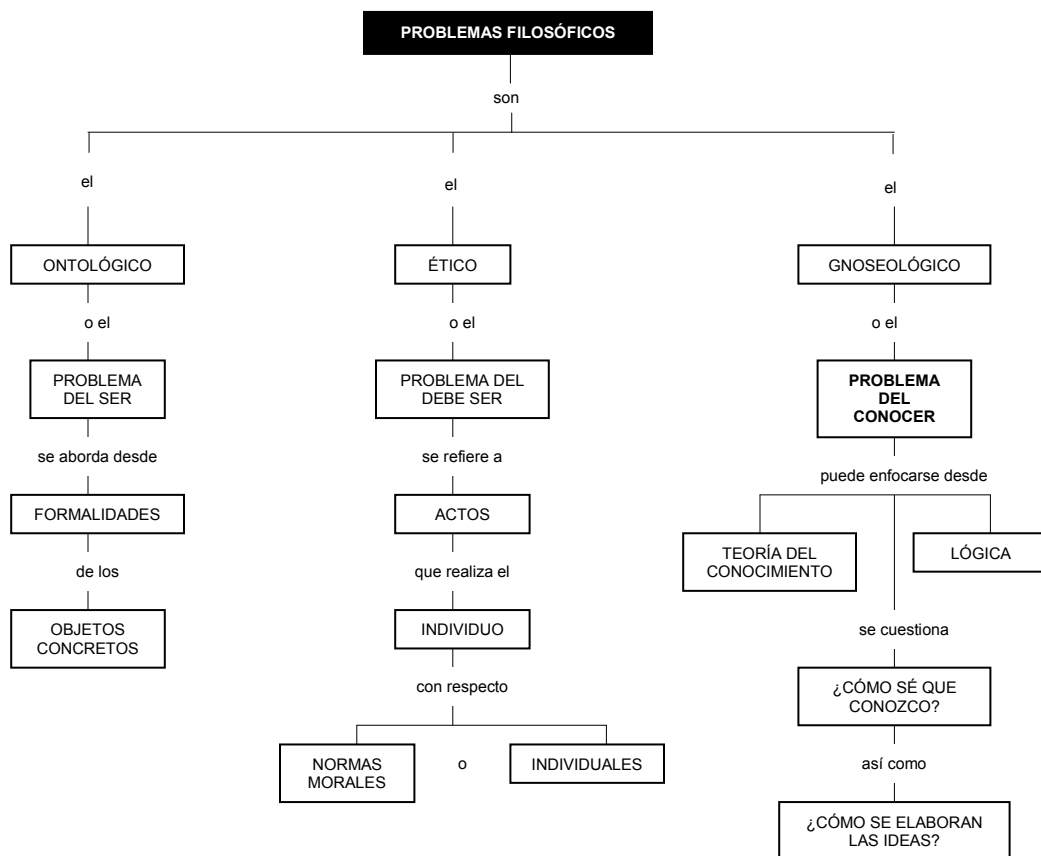 PROBLEMAS FILOSÓFICOS
son
el
el
el
ONTOLÓGICO
ÉTICO
GNOSEOLÓGICO
o el
o el
o el
PROBLEMA
DEL SER
PROBLEMA DEL
DEBE SER
PROBLEMA
DEL
CONOCER
se aborda desde
se refiere a
puede enfocarse desde
FORMALIDADES
ACTOS
TEORÍA DEL
CONOCIMIENTO
LÓGICA
de los
que realiza el
OBJETOS
CONCRETOS
INDIVIDUO
se cuestiona
con respecto
¿CÓMO SÉ QUE
CONOZCO?
NORMAS
MORALES
o
INDIVIDUALES
así como
¿CÓMO SE ELABORAN
LAS IDEAS?